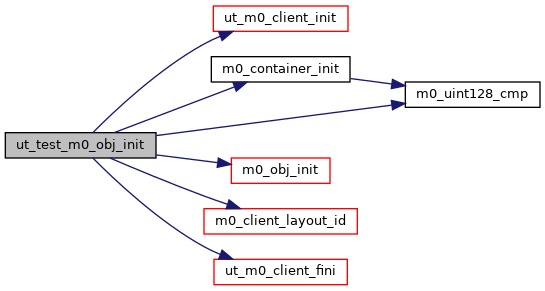 ut_m0_client_init
m0_container_init
m0_uint128_cmp
ut_test_m0_obj_init
m0_obj_init
m0_client_layout_id
ut_m0_client_fini